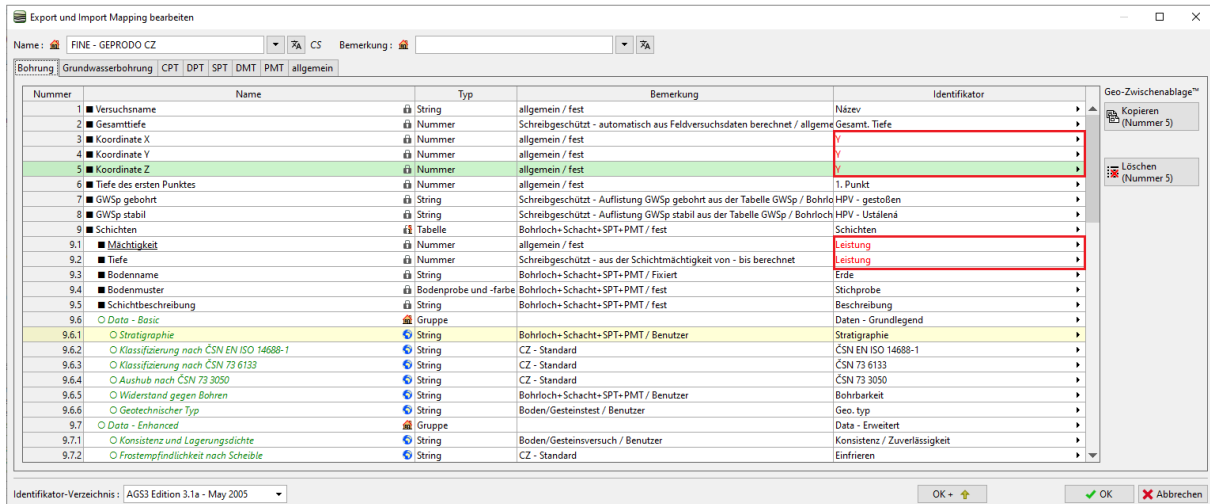 Export und Import Mapping bearbeiten
Name : FINE - GEPRODO CZ CS Bemerkung :
Bohrung Grundwasserbohrung CPT DPT SPT DMT PMT allgemein
Nummer Name Typ Bemerkung Identifikator
Geo-Zwischenablage™
1 Versuchsname String allgemein / fest Název
Kopieren
(Nummer 5)
2 Gesamttiefe Nummer Schreibgeschützt - automatisch aus Feldversuchsdaten berechnet / allgeme Gesamt. Tiefe
3 Koordinate X Nummer allgemein / fest Y
4 Koordinate Y Nummer allgemein / fest Y
5 Koordinate Z Nummer allgemein / fest Y
Löschen
(Nummer 5)
6 Tiefe des ersten Punktes Nummer allgemein / fest 1. Punkt
7 GWSp gebohrt String Schreibgeschützt - Auflistung GWSp gebohrt aus der Tabelle GWSp / Bohrlo HPV - gestoßen
8 GWSp stabil String Schreibgeschützt - Auflistung GWSp stabil aus der Tabelle GWSp / Bohrloch HPV - Ustálená
9 Schichten Tabelle Bohrloch+Schacht+SPT+PMT / fest Schichten
9.1 Mächtigkeit Nummer allgemein / fest Leistung
9.2 Tiefe Nummer Schreibgeschützt - aus der Schichtmächtigkeit von - bis berechnet Leistung
9.3 Bodenname String Bohrloch+Schacht+SPT+PMT / Fixiert Erde
9.4 Bodenmuster Bodenprobe und -farbe Bohrloch+Schacht+SPT+PMT / fest Stichprobe
9.5 Schichtbeschreibung String Bohrloch+Schacht+SPT+PMT / fest Beschreibung
9.6 Data - Basic Gruppe Daten - Grundlegend
9.6.1 Stratigraphie String Bohrloch+Schacht+SPT+PMT / Benutzer Stratigraphie
9.6.2 Klassifizierung nach ČSN EN ISO 14688-1 String CZ - Standard ČSN EN ISO 14688-1
9.6.3 Klassifizierung nach ČSN 73 6133 String CZ - Standard ČSN 73 6133
9.6.4 Aushub nach ČSN 73 3050 String CZ - Standard ČSN 73 3050
9.6.5 Widerstand gegen Bohren String Bohrloch+Schacht+SPT+PMT / Benutzer Bohrbarkeit
9.6.6 Geotechnischer Typ String Boden/Gesteinstest / Benutzer Geo. typ
9.7 Data - Enhanced Gruppe Data - Erweitert
9.7.1 Konsistenz und Lagerungsdichte String Boden/Gesteinsversuch / Benutzer Konsistenz / Zuverlässigkeit
9.7.2 Frostempfindlichkeit nach Scheible String CZ - Standard Einfrieren
Identifikator-Verzeichnis : AGS3 Edition 3.1a - May 2005 OK + OK Abbrechen